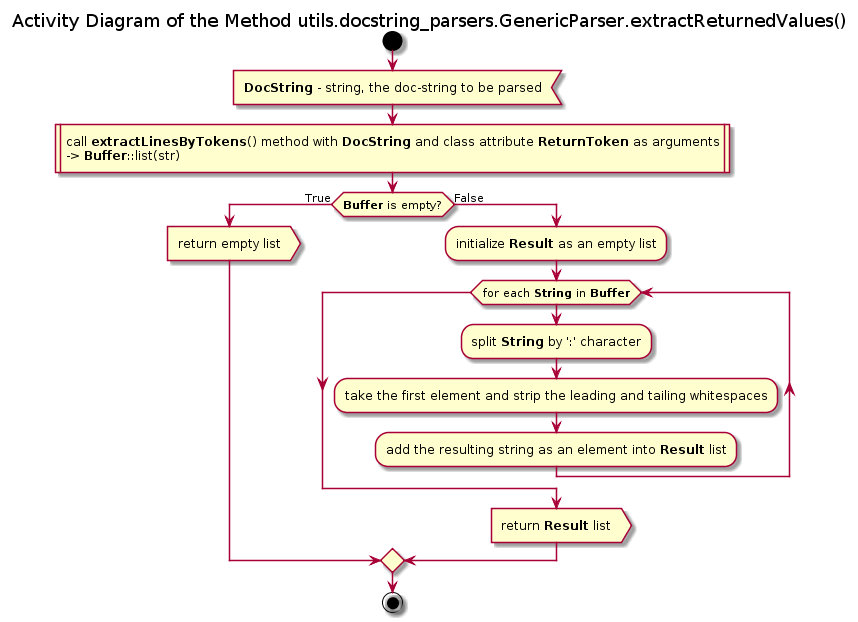 Activity Diagram of the Method utils.docstring_parsers.GenericParser.extractReturnedValues()
DocString - string, the doc-string to be parsed
call extractLinesByTokens() method with DocString and class attribute ReturnToken as arguments
-> Buffer::list(str)
True
Buffer is empty?
False
return empty list
initialize Result as an empty list
for each String in Buffer
split String by ':' character
take the first element and strip the leading and tailing whitespaces
add the resulting string as an element into Result list
return Result list